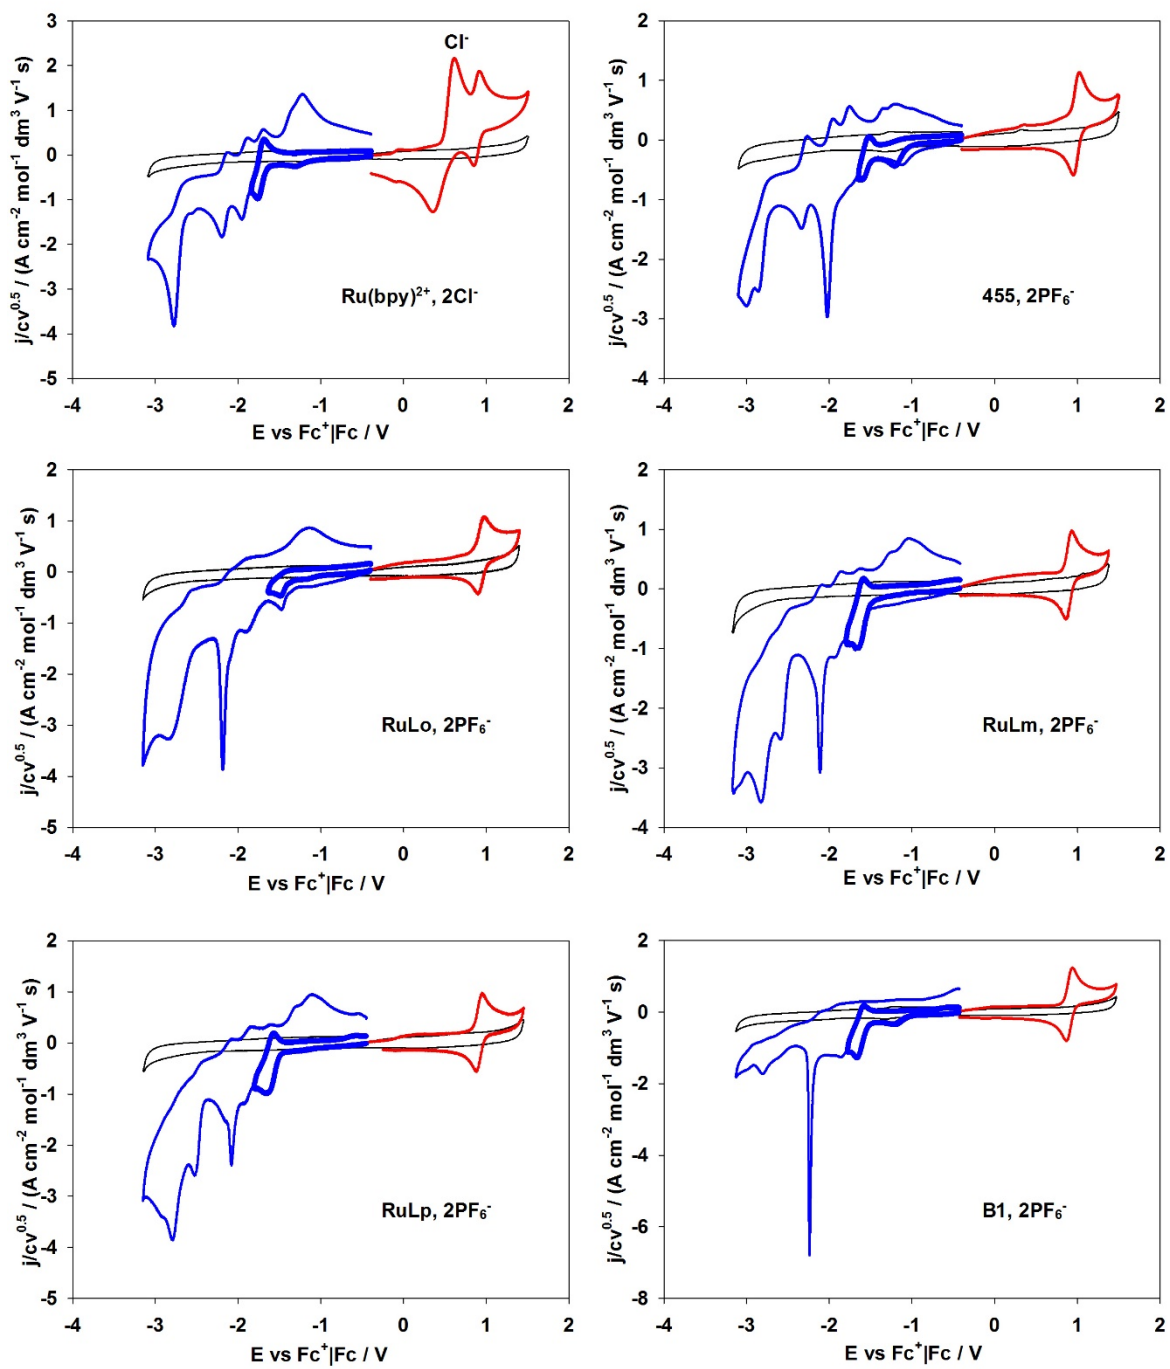 3
2
1
0
-1
-2
-3
-4
-5
j/cv⁰·⁵ / (A cm⁻² mol⁻¹ dm³ V⁻¹ s)
Cl⁻
Ru(bpy)²⁺, 2Cl⁻
-4 -3 -2 -1 0 1 2
E vs Fc⁺|Fc / V
2
1
0
-1
-2
-3
-4
j/cv⁰·⁵ / (A cm⁻² mol⁻¹ dm³ V⁻¹ s)
455, 2PF₆⁻
-4 -3 -2 -1 0 1 2
E vs Fc⁺|Fc / V
2
1
0
-1
-2
-3
-4
-5
j/cv⁰·⁵ / (A cm⁻² mol⁻¹ dm³ V⁻¹ s)
RuLo, 2PF₆⁻
-4 -3 -2 -1 0 1 2
E vs Fc⁺|Fc / V
2
1
0
-1
-2
-3
-4
j/cv⁰·⁵ / (A cm⁻² mol⁻¹ dm³ V⁻¹ s)
RuLm, 2PF₆⁻
-4 -3 -2 -1 0 1 2
E vs Fc⁺|Fc / V
2
1
0
-1
-2
-3
-4
-5
j/cv⁰·⁵ / (A cm⁻² mol⁻¹ dm³ V⁻¹ s)
RuLp, 2PF₆⁻
-4 -3 -2 -1 0 1 2
E vs Fc⁺|Fc / V
2
0
-2
-4
-6
-8
j/cv⁰·⁵ / (A cm⁻² mol⁻¹ dm³ V⁻¹ s)
B1, 2PF₆⁻
-4 -3 -2 -1 0 1 2
E vs Fc⁺|Fc / V